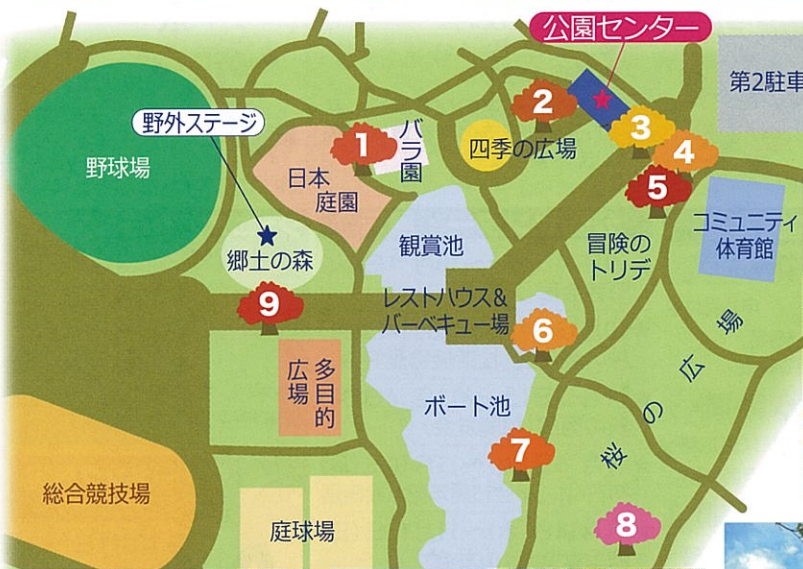 公園センター
第2駐車
野外ステージ
野球場
1
バラ園
2
3
4
5
四季の広場
日本
庭園
コミュニティ
体育館
観賞池
冒険の
トリデ
郷土の森
9
レストハウス&
バーベキュー場
6
桜の広場
多目的
広場
ボート池
7
総合競技場
庭球場
8